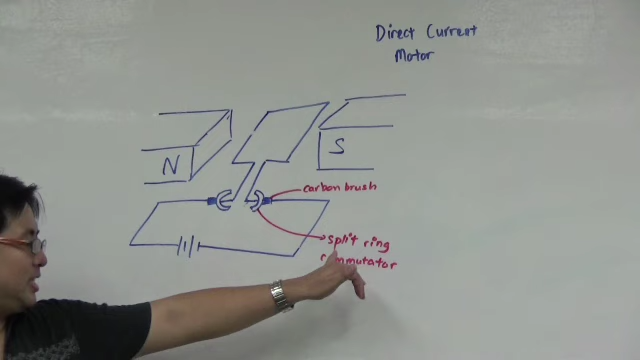 Direct Current
Motor
N
S
carbon brush
split ring
commutator